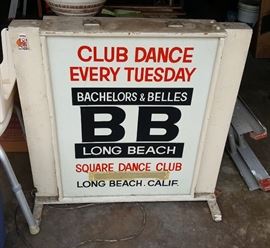 CLUB DANCE
EVERY TUESDAY
BACHELORS & BELLES
BB
LONG BEACH
SQUARE DANCE CLUB
LONG BEACH. CALIF.